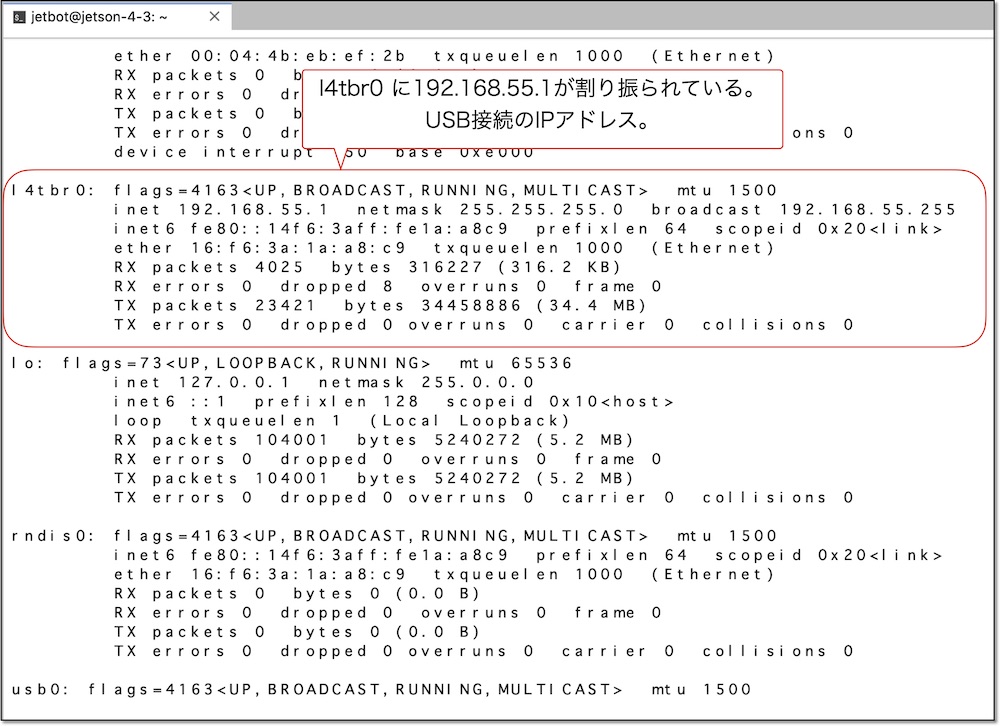 jetbot@jetson-4-3: ~
ether 00:04:4b:eb:ef:2b txqueuelen 1000 (Ethernet)
RX packets 0 b
RX errors 0 dr
TX packets 0 b
TX errors 0 d ons 0
device interrupt 50 base 0xe000
l4tbr0 に192.168.55.1が割り振られている。
USB接続のIPアドレス。
l4tbr0: flags=4163<UP,BROADCAST,RUNNING,MULTICAST> mtu 1500
inet 192.168.55.1 netmask 255.255.255.0 broadcast 192.168.55.255
inet6 fe80::14f6:3aff:fe1a:a8c9 prefixlen 64 scopeid 0x20<link>
ether 16:f6:3a:1a:a8:c9 txqueuelen 1000 (Ethernet)
RX packets 4025 bytes 316227 (316.2 KB)
RX errors 0 dropped 8 overruns 0 frame 0
TX packets 23421 bytes 34458886 (34.4 MB)
TX errors 0 dropped 0 overruns 0 carrier 0 collisions 0
lo: flags=73<UP,LOOPBACK,RUNNING> mtu 65536
inet 127.0.0.1 netmask 255.0.0.0
inet6 ::1 prefixlen 128 scopeid 0x10<host>
loop txqueuelen 1 (Local Loopback)
RX packets 104001 bytes 5240272 (5.2 MB)
RX errors 0 dropped 0 overruns 0 frame 0
TX packets 104001 bytes 5240272 (5.2 MB)
TX errors 0 dropped 0 overruns 0 carrier 0 collisions 0
rndis0: flags=4163<UP,BROADCAST,RUNNING,MULTICAST> mtu 1500
inet6 fe80::14f6:3aff:fe1a:a8c9 prefixlen 64 scopeid 0x20<link>
ether 16:f6:3a:1a:a8:c9 txqueuelen 1000 (Ethernet)
RX packets 0 bytes 0 (0.0 B)
RX errors 0 dropped 0 overruns 0 frame 0
TX packets 0 bytes 0 (0.0 B)
TX errors 0 dropped 0 overruns 0 carrier 0 collisions 0
usb0: flags=4163<UP,BROADCAST,RUNNING,MULTICAST> mtu 1500